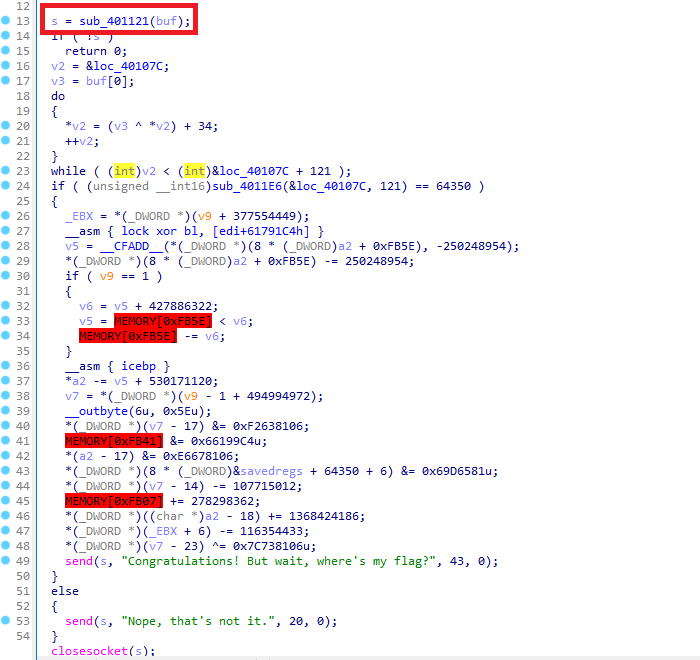 12
13 s = sub_401121(buf);
14 if ( !s )
15 return 0;
16 v2 = &loc_40107C;
17 v3 = buf[0];
18 do
19 {
20 *v2 = (v3 ^ *v2) + 34;
21 ++v2;
22 }
23 while ( (int)v2 < (int)&loc_40107C + 121 );
24 if ( (unsigned __int16)sub_4011E6(&loc_40107C, 121) == 64350 )
25 {
26 _EBX = *(_DWORD *)(v9 + 377554449);
27 __asm { lock xor bl, [edi+61791C4h] }
28 v5 = __CFADD__(*(_DWORD *)(8 * (_DWORD)a2 + 0xFB5E), -250248954);
29 *(_DWORD *)(8 * (_DWORD)a2 + 0xFB5E) -= 250248954;
30 if ( v9 == 1 )
31 {
32 v6 = v5 + 427886322;
33 v5 = MEMORY[0xFB5E] < v6;
34 MEMORY[0xFB5E] -= v6;
35 }
36 __asm { icebp }
37 *a2 -= v5 + 530171120;
38 v7 = *(_DWORD *)(v9 - 1 + 494994972);
39 __outbyte(6u, 0x5Eu);
40 *(_DWORD *)(v7 - 17) &= 0xF2638106;
41 MEMORY[0xFB41] &= 0x66199C4u;
42 *(a2 - 17) &= 0xE6678106;
43 *(_DWORD *)(8 * (_DWORD)&savedregs + 64350 + 6) &= 0x69D6581u;
44 *(_DWORD *)(v7 - 14) -= 107715012;
45 MEMORY[0xFB07] += 278298362;
46 *(_DWORD *)((char *)a2 - 18) += 1368424186;
47 *(_DWORD *)(_EBX + 6) -= 116354433;
48 *(_DWORD *)(v7 - 23) ^= 0x7C738106u;
49 send(s, "Congratulations! But wait, where's my flag?", 43, 0);
50 }
51 else
52 {
53 send(s, "Nope, that's not it.", 20, 0);
54 }
closesocket(s);